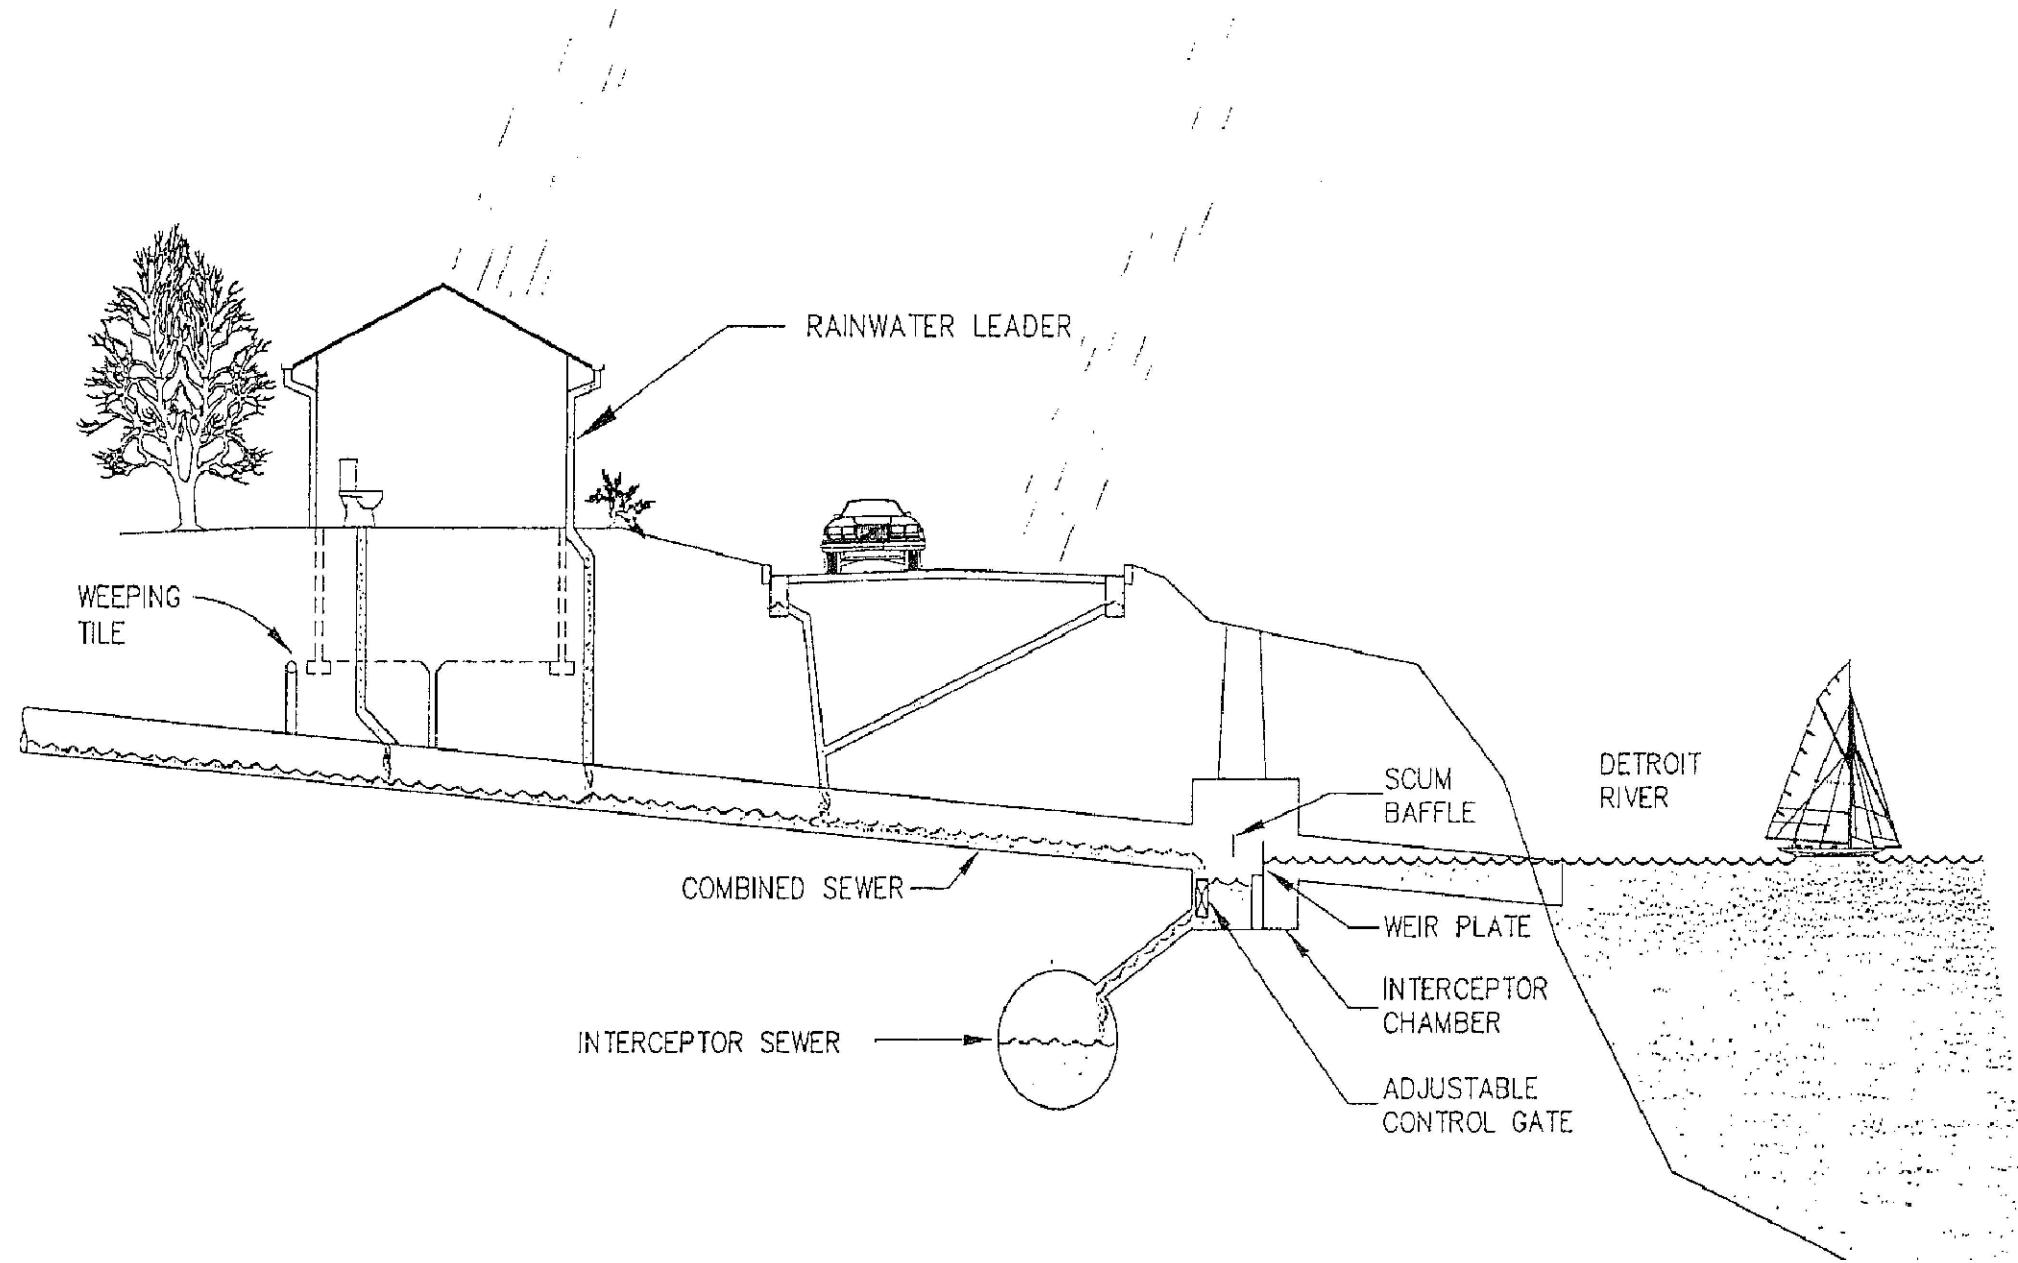 RAINWATER LEADER
WEEPING
TILE
DETROIT
RIVER
SCUM
BAFFLE
COMBINED SEWER
WEIR PLATE
INTERCEPTOR
CHAMBER
INTERCEPTOR SEWER
ADJUSTABLE
CONTROL GATE